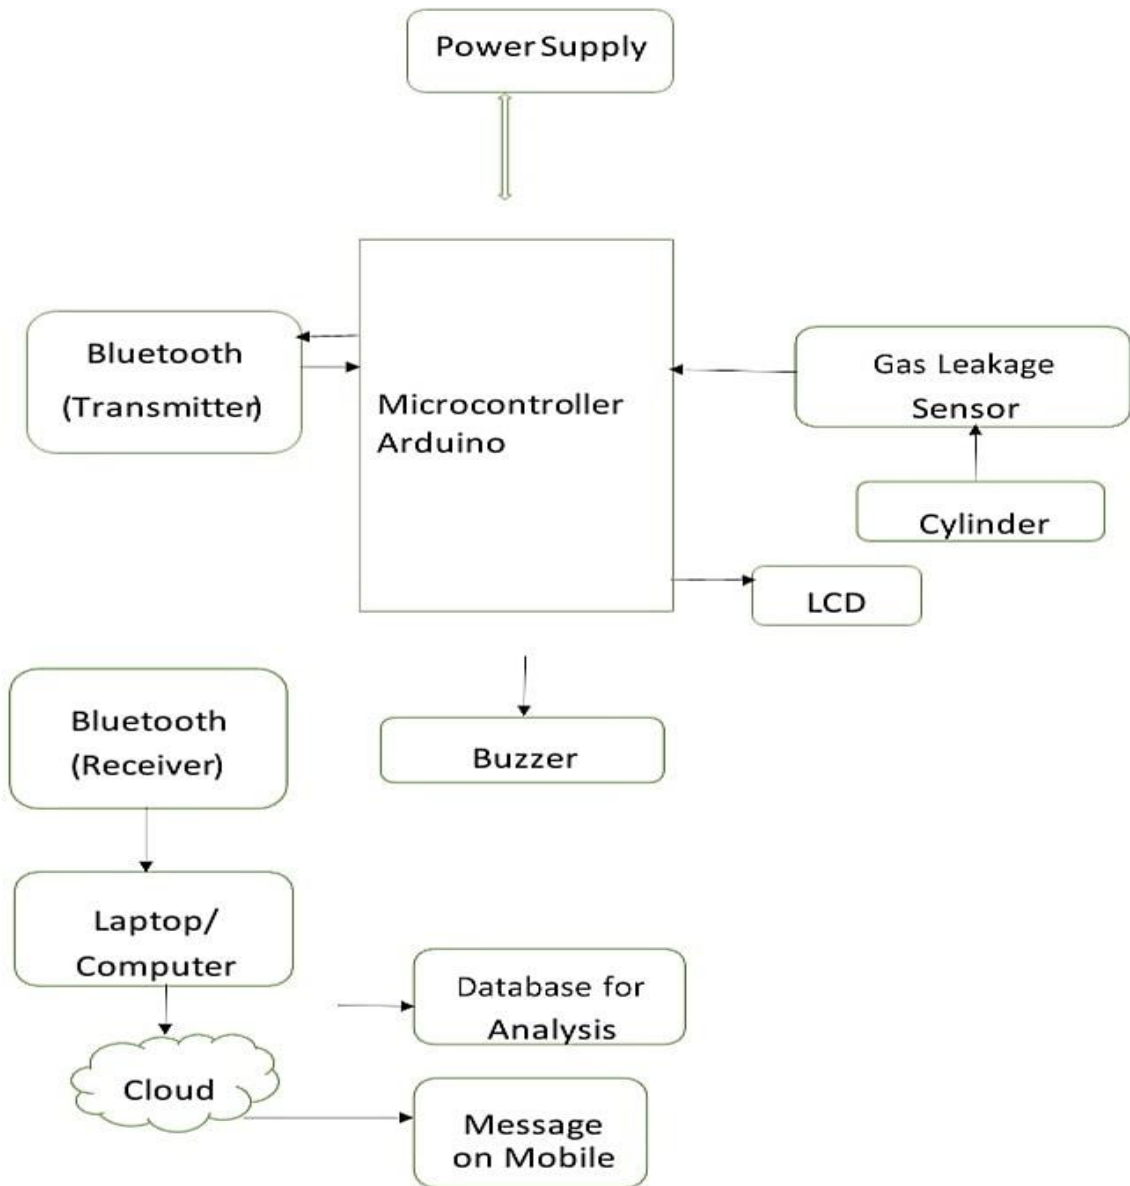 Power Supply
Bluetooth
(Transmitter)
Microcontroller
Arduino
Gas Leakage
Sensor
Cylinder
LCD
Bluetooth
(Receiver)
Buzzer
Laptop/
Computer
Database for
Analysis
Cloud
Message
on Mobile